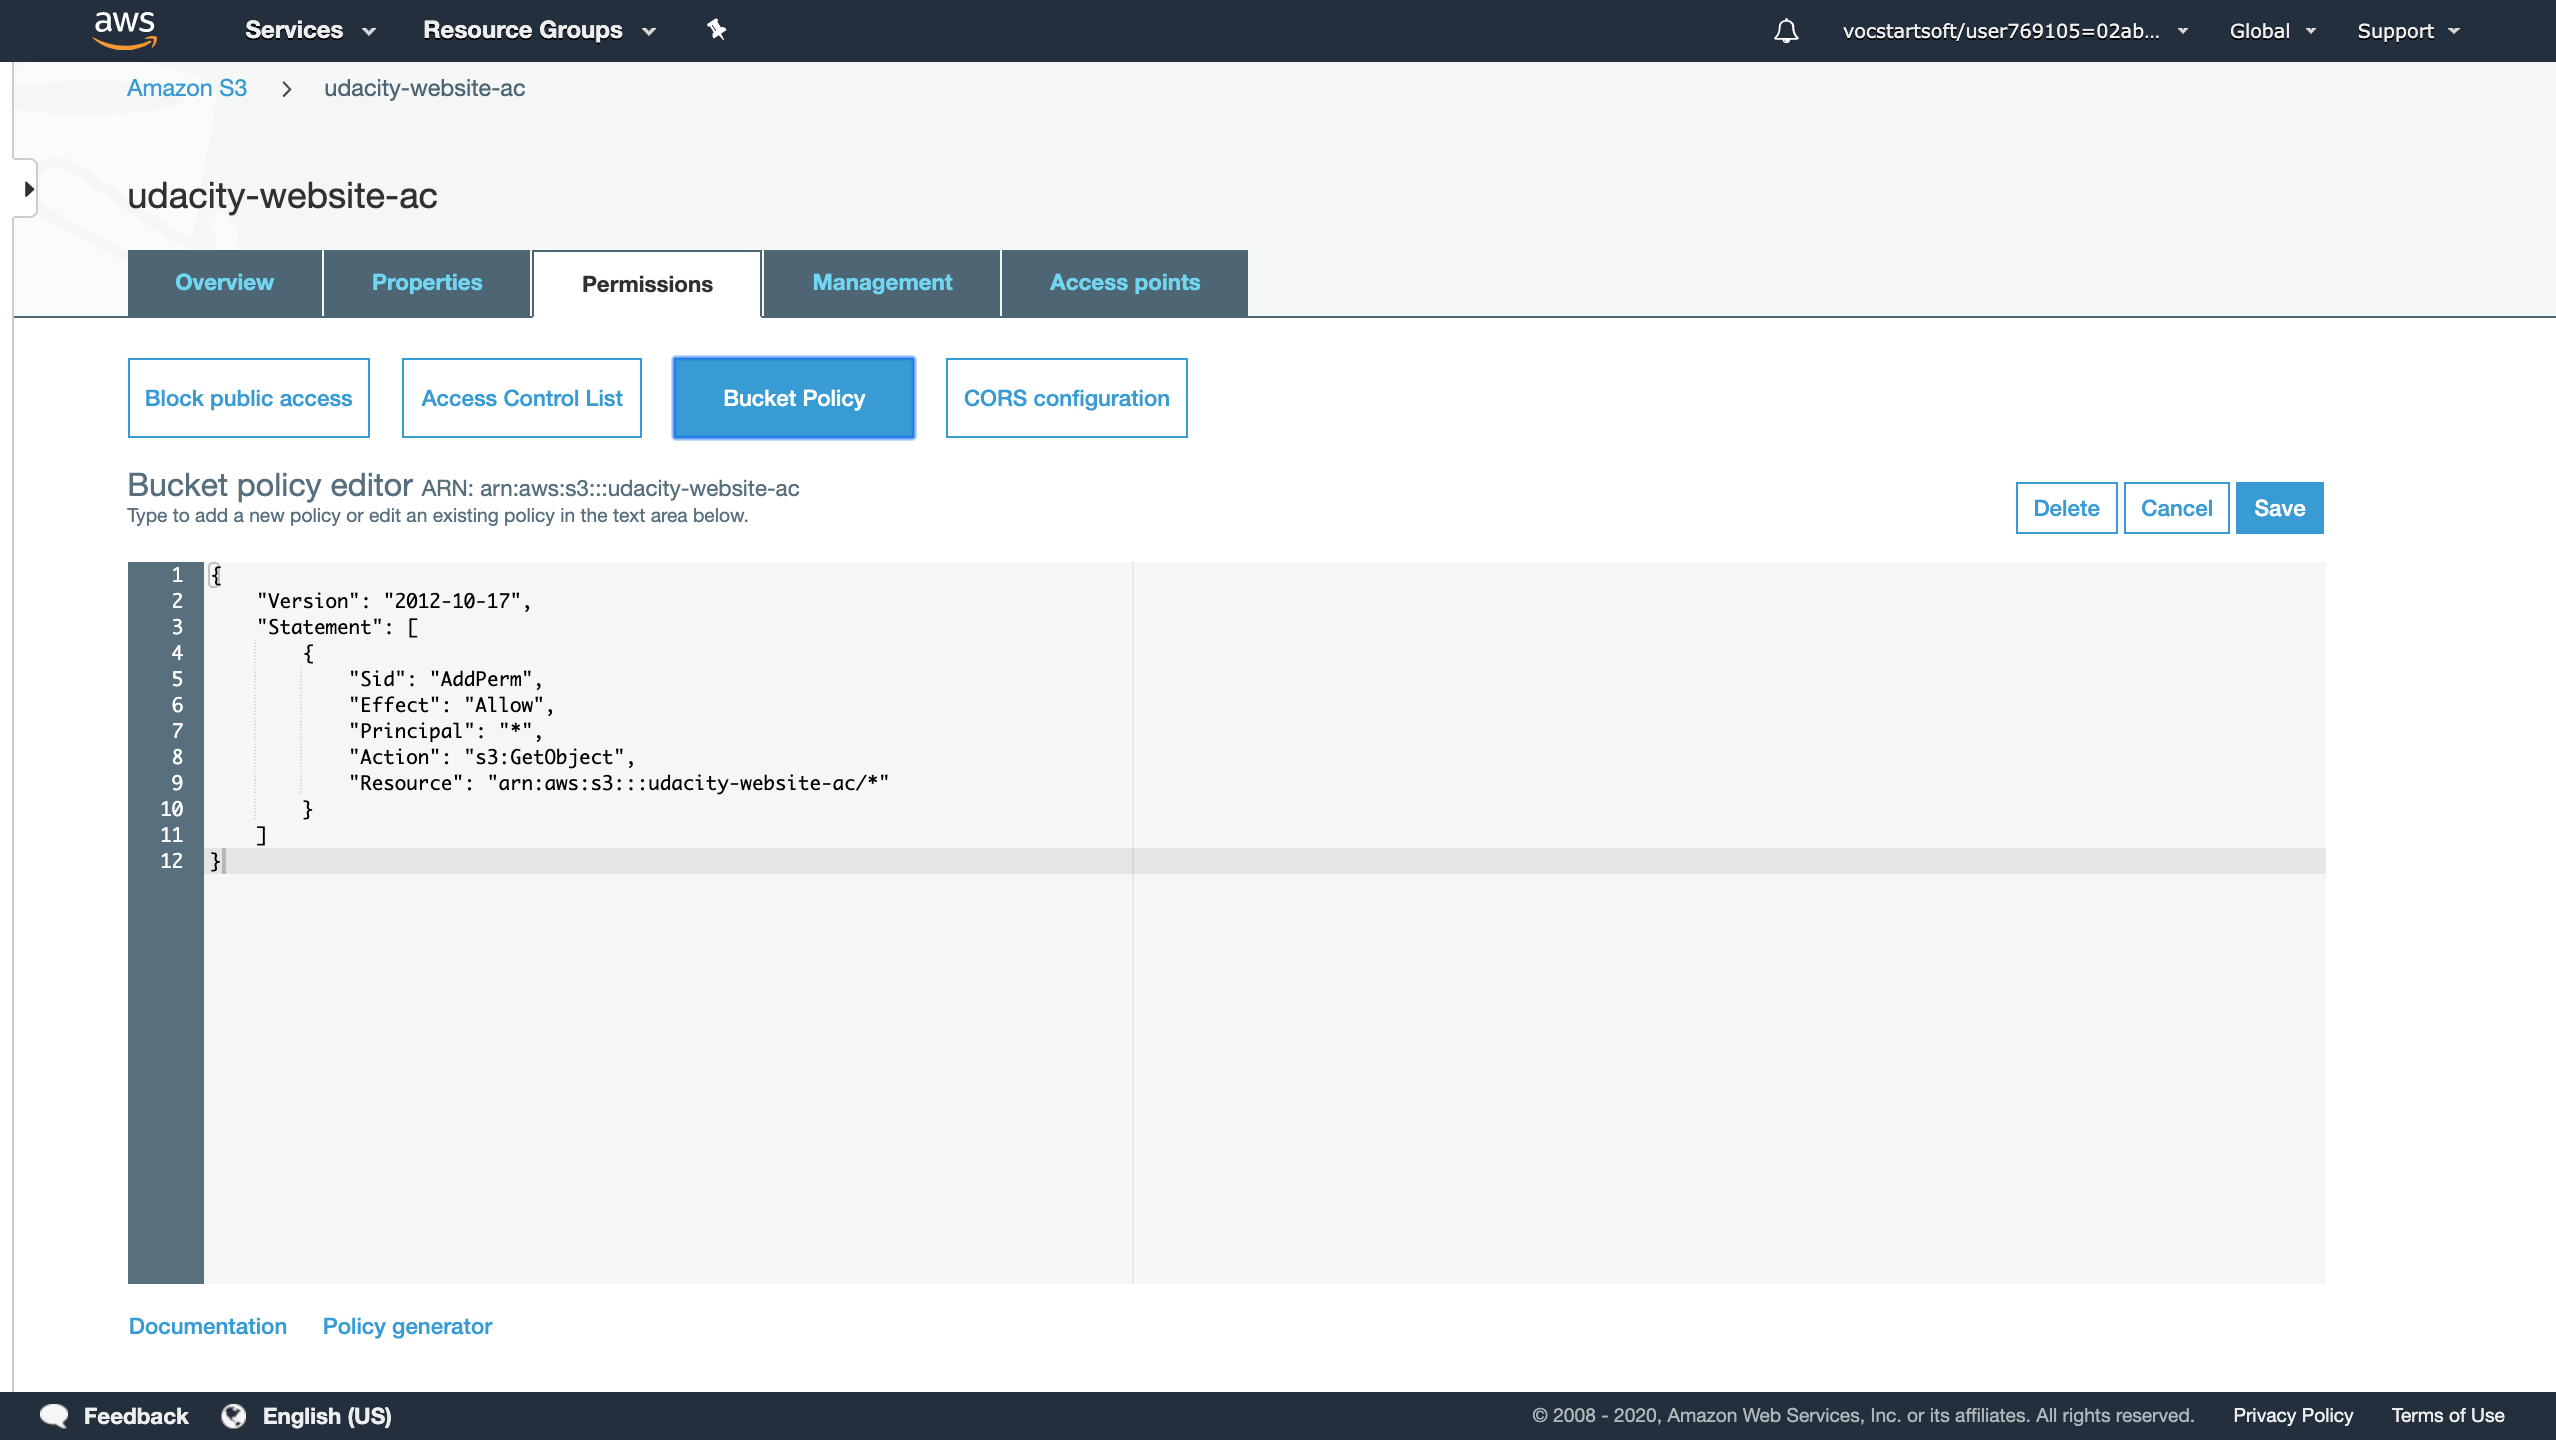 aws Services Resource Groups vocstartsoft/user769105=02ab... Global Support
Amazon S3 > udacity-website-ac
udacity-website-ac
Overview Properties Permissions Management Access points
Block public access Access Control List Bucket Policy CORS configuration
Bucket policy editor ARN: arn:aws:s3:::udacity-website-ac
Type to add a new policy or edit an existing policy in the text area below.
Delete Cancel Save
1 {
2     "Version": "2012-10-17",
3     "Statement": [
4         {
5             "Sid": "AddPerm",
6             "Effect": "Allow",
7             "Principal": "*",
8             "Action": "s3:GetObject",
9             "Resource": "arn:aws:s3:::udacity-website-ac/*"
10         }
11     ]
12 }
Documentation Policy generator
Feedback English (US) © 2008 - 2020, Amazon Web Services, Inc. or its affiliates. All rights reserved. Privacy Policy Terms of Use